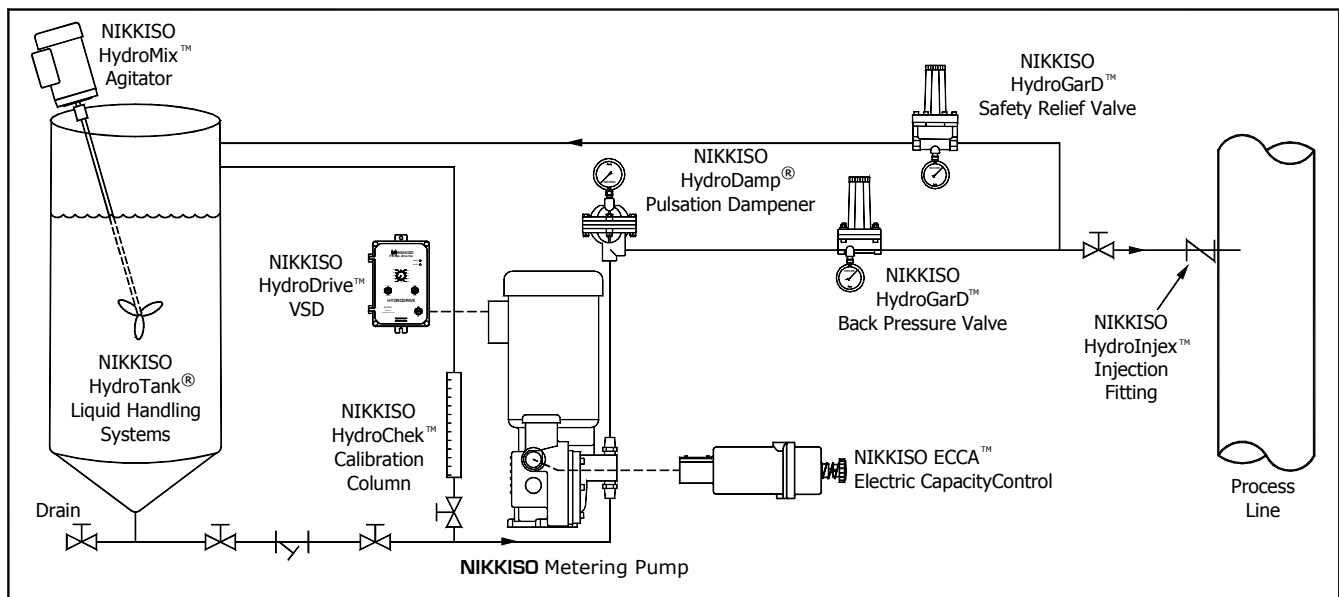 NIKKISO
HydroMix™
Agitator
NIKKISO
HydroGarD™
Safety Relief Valve
NIKKISO
HydroDamp®
Pulsation Dampener
NIKKISO
HydroDrive™
VSD
NIKKISO
HYDRODRIVE
NIKKISO
HydroGarD™
Back Pressure Valve
NIKKISO
HydroInjex™
Injection
Fitting
NIKKISO
HydroTank®
Liquid Handling
Systems
NIKKISO
HydroChek™
Calibration
Column
NIKKISO ECCA™
Electric CapacityControl
Process
Line
Drain
NIKKISO Metering Pump